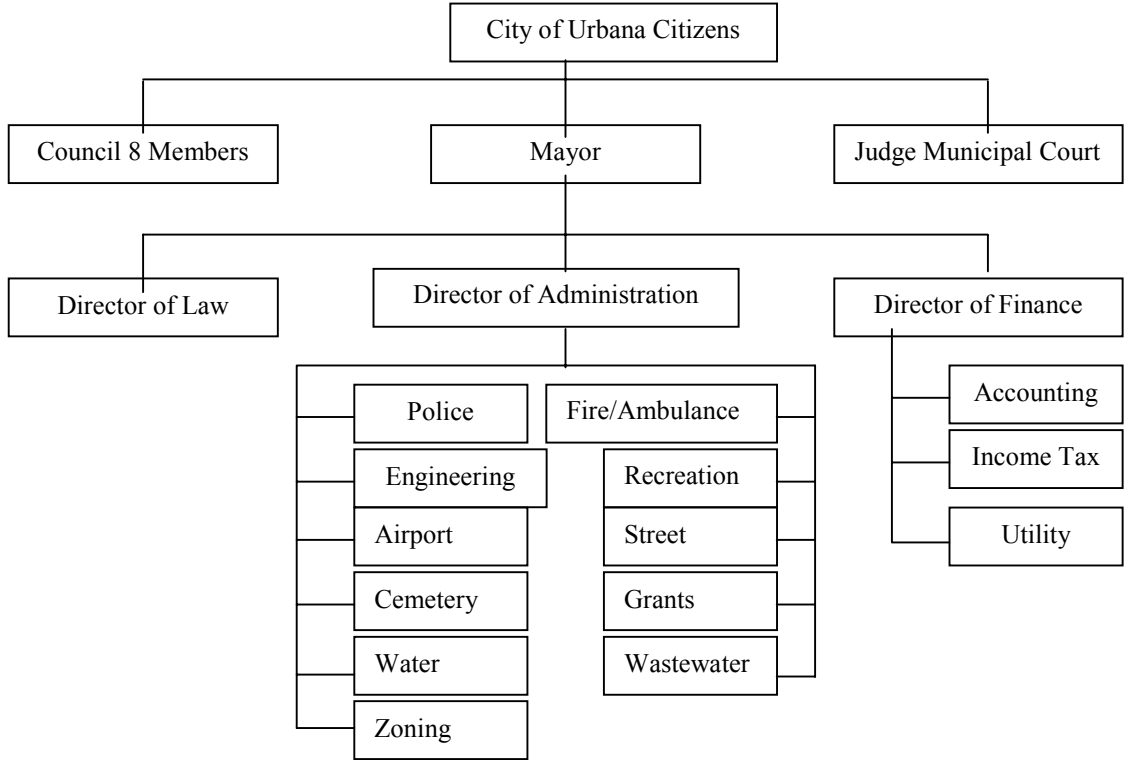 City of Urbana Citizens
Council 8 Members
Mayor
Judge Municipal Court
Director of Law
Director of Administration
Director of Finance
Police
Fire/Ambulance
Accounting
Engineering
Recreation
Income Tax
Airport
Street
Utility
Cemetery
Grants
Water
Wastewater
Zoning